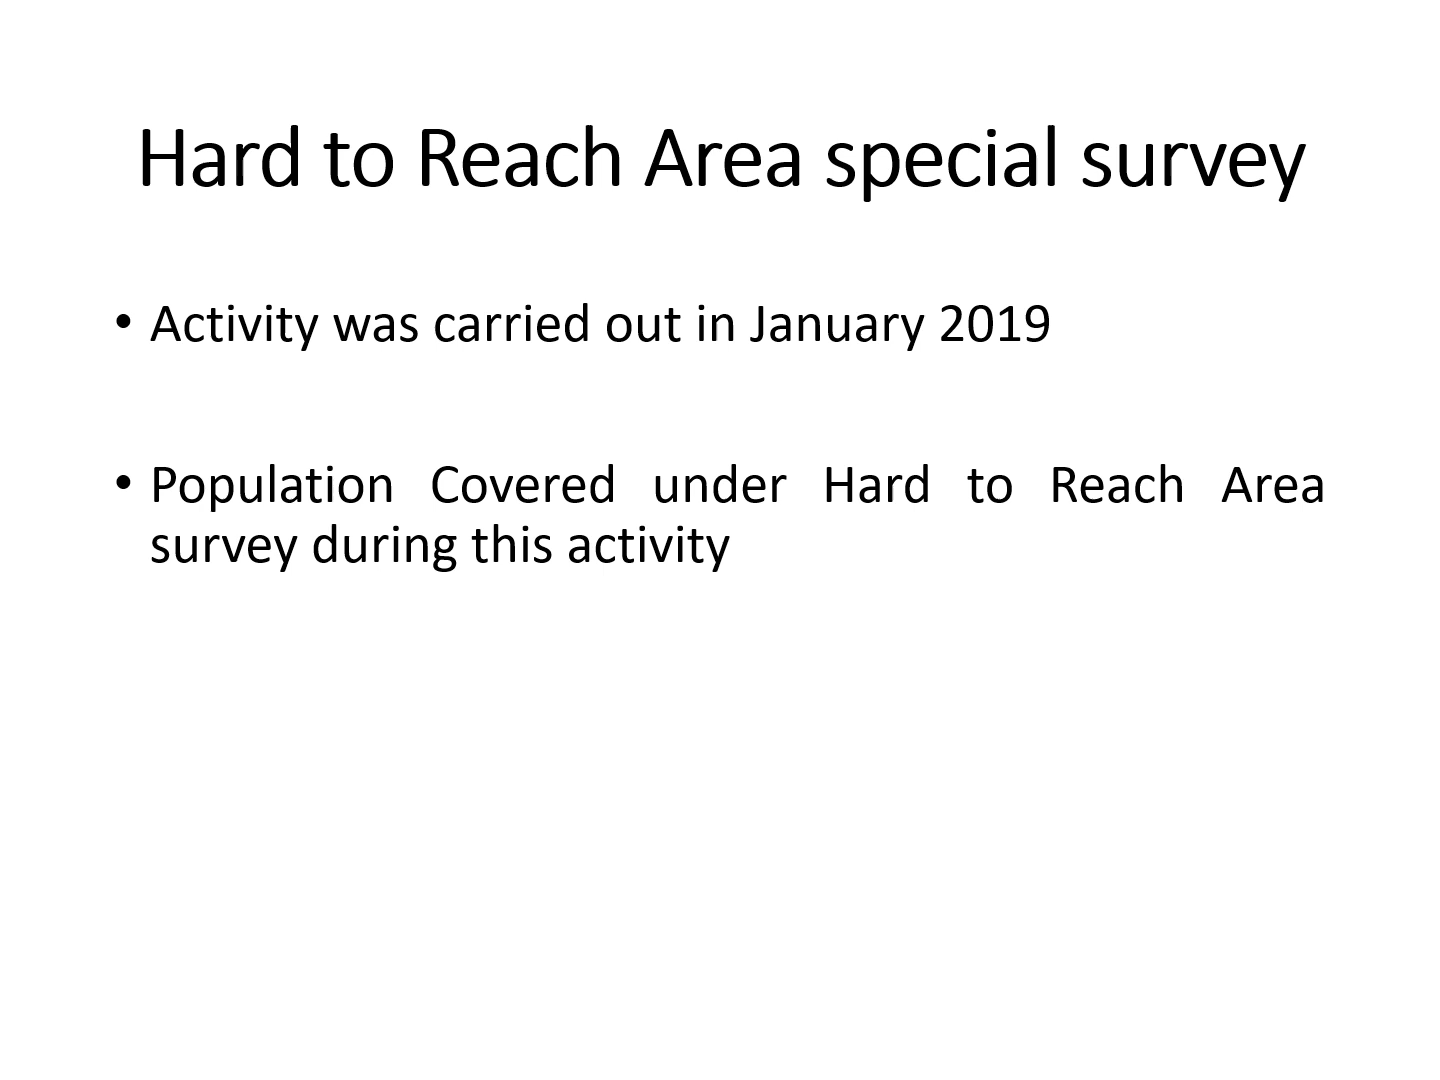 Hard to Reach Area special survey
• Activity was carried out in January 2019
• Population Covered under Hard to Reach Area
survey during this activity